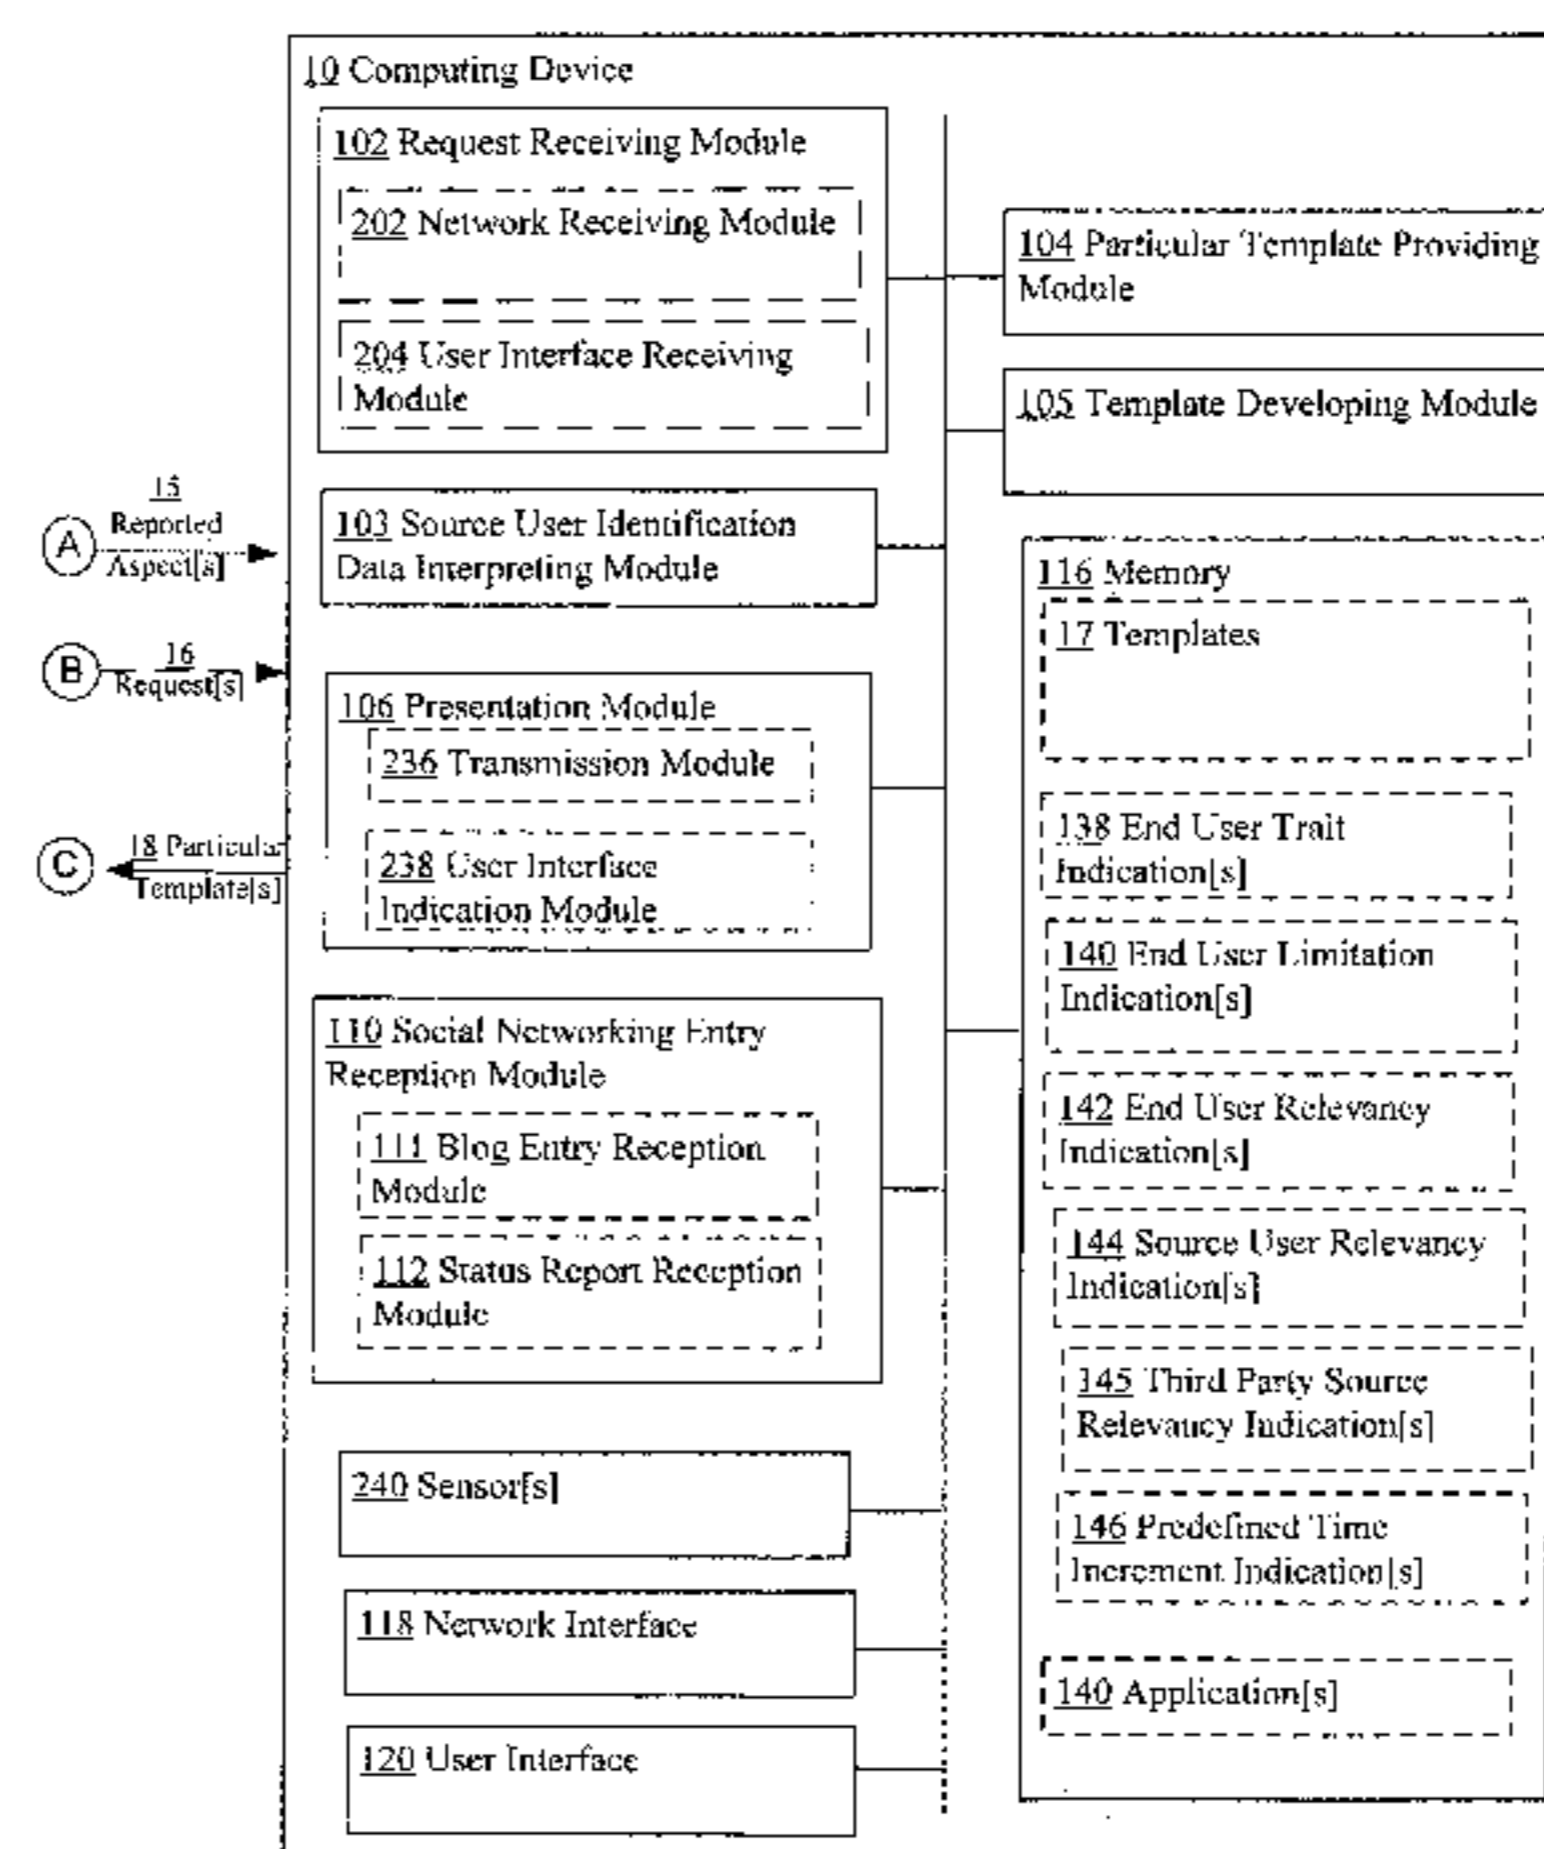 10 Computing Device
102 Request Receiving Module
202 Network Receiving Module
204 User Interface Receiving
Module
103 Source User Identification
Data Interpreting Module
106 Presentation Module
236 Transmission Module
238 User Interface
Indication Module
110 Social Networking Entry
Reception Module
111 Blog Entry Reception
Module
112 Status Report Reception
Module
240 Sensor[s]
118 Network Interface
120 User Interface
15
Reported
Aspect[s]
A
16
Request[s]
B
18 Particular
Template[s]
C
104 Particular Template Providing
Module
105 Template Developing Module
116 Memory
17 Templates
138 End User Trait
Indication[s]
140 End User Limitation
Indication[s]
142 End User Relevancy
Indication[s]
144 Source User Relevancy
Indication[s]
145 Third Party Source
Relevancy Indication[s]
146 Predefined Time
Increment Indication[s]
140 Application[s]